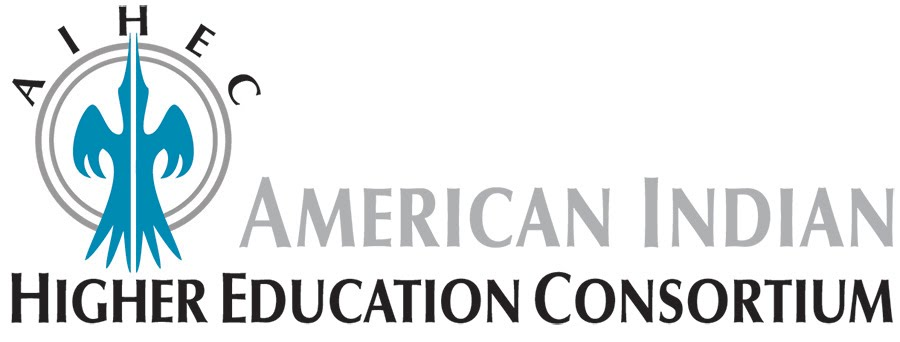 AIHEC
AMERICAN INDIAN
HIGHER EDUCATION CONSORTIUM